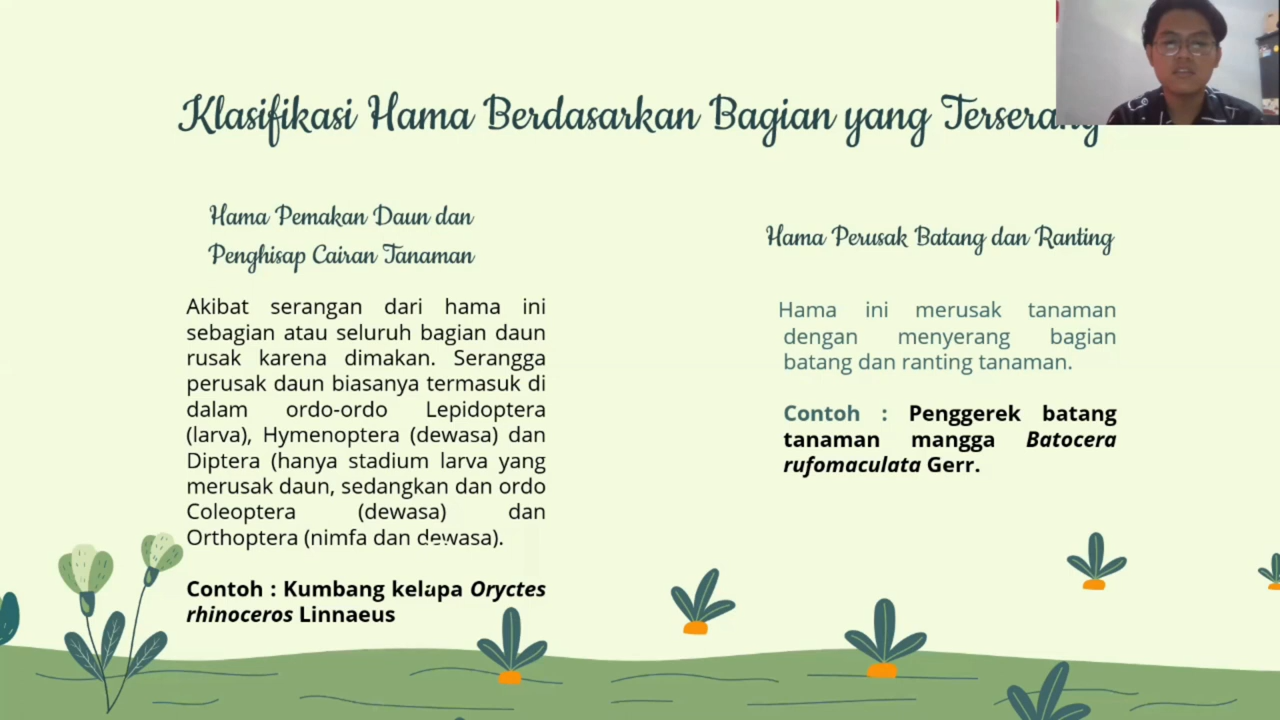 Klasifikasi Hama Berdasarkan Bagian yang Terserang
Hama Pemakan Daun dan
Penghisap Cairan Tanaman
Akibat serangan dari hama ini
sebagian atau seluruh bagian daun
rusak karena dimakan. Serangga
perusak daun biasanya termasuk di
dalam ordo-ordo Lepidoptera
(larva), Hymenoptera (dewasa) dan
Diptera (hanya stadium larva yang
merusak daun, sedangkan dan ordo
Coleoptera (dewasa) dan
Orthoptera (nimfa dan dewasa).
Contoh : Kumbang kelapa Oryctes
rhinoceros Linnaeus
Hama Perusak Batang dan Ranting
Hama ini merusak tanaman
dengan menyerang bagian
batang dan ranting tanaman.
Contoh : Penggerek batang
tanaman mangga Batocera
rufomaculata Gerr.